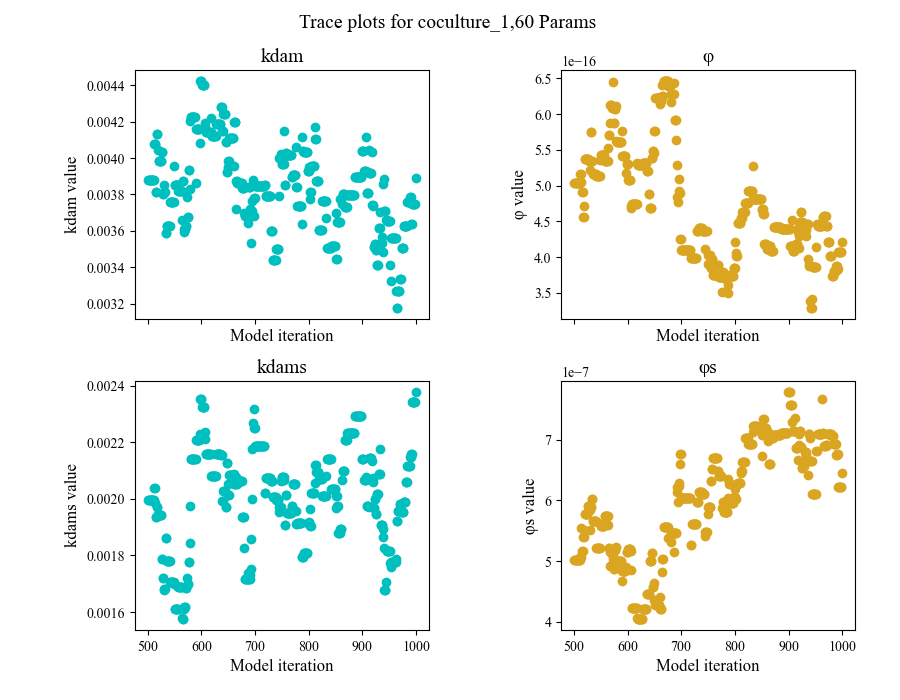 Trace plots for coculture_1,60 Params
kdam
φ
1e−16
kdam value
0.0044
0.0042
0.0040
0.0038
0.0036
0.0034
0.0032
φ value
6.5
5.5
5.0
4.5
4.0
3.5
Model iteration
Model iteration
kdams
φs
1e−7
kdams value
0.0024
0.0022
0.0020
0.0018
0.0016
φs value
7
6
5
4
500 600 700 800 900 1000
500 600 700 800 900 1000
Model iteration
Model iteration